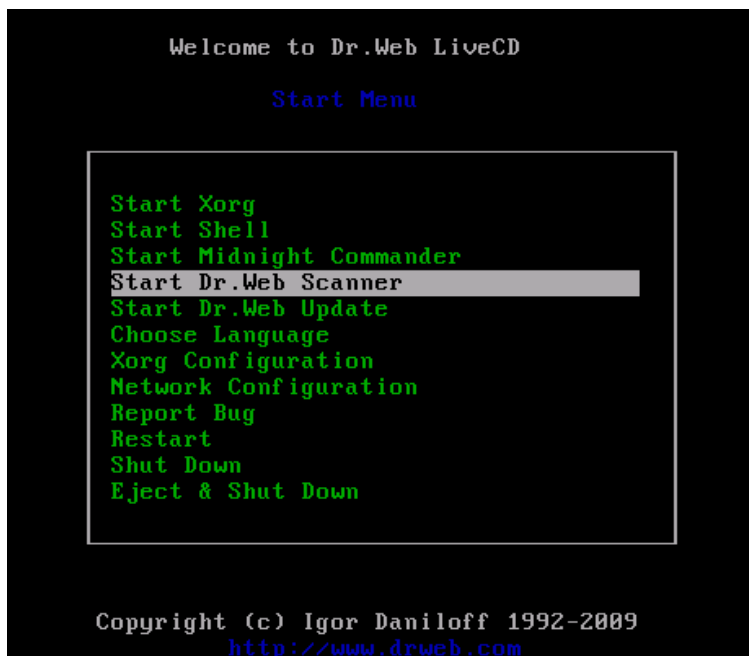 Welcome to Dr.Web LiveCD
Start Menu
Start Xorg
Start Shell
Start Midnight Commander
Start Dr.Web Scanner
Start Dr.Web Update
Choose Language
Xorg Configuration
Network Configuration
Report Bug
Restart
Shut Down
Eject & Shut Down
Copyright (c) Igor Daniloff 1992-2009
http://www.drweb.com